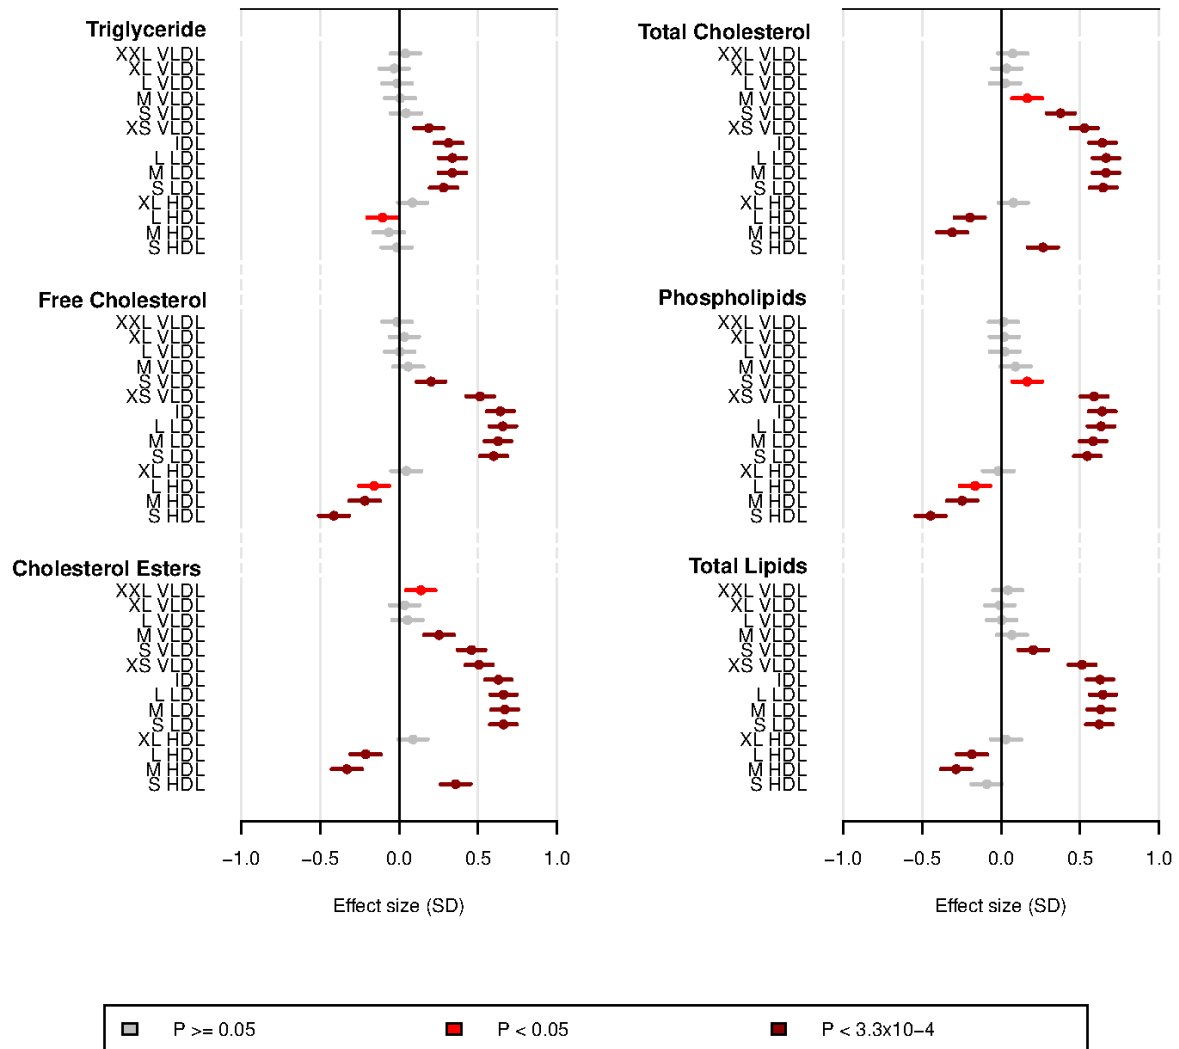 Triglyceride
XXL VLDL
XL VLDL
L VLDL
M VLDL
S VLDL
XS VLDL
IDL
L LDL
M LDL
S LDL
XL HDL
L HDL
M HDL
S HDL
Free Cholesterol
XXL VLDL
XL VLDL
L VLDL
M VLDL
S VLDL
XS VLDL
IDL
L LDL
M LDL
S LDL
XL HDL
L HDL
M HDL
S HDL
Cholesterol Esters
XXL VLDL
XL VLDL
L VLDL
M VLDL
S VLDL
XS VLDL
IDL
L LDL
M LDL
S LDL
XL HDL
L HDL
M HDL
S HDL
−1.0 −0.5 0.0 0.5 1.0
Effect size (SD)
Total Cholesterol
XXL VLDL
XL VLDL
L VLDL
M VLDL
S VLDL
XS VLDL
IDL
L LDL
M LDL
S LDL
XL HDL
L HDL
M HDL
S HDL
Phospholipids
XXL VLDL
XL VLDL
L VLDL
M VLDL
S VLDL
XS VLDL
IDL
L LDL
M LDL
S LDL
XL HDL
L HDL
M HDL
S HDL
Total Lipids
XXL VLDL
XL VLDL
L VLDL
M VLDL
S VLDL
XS VLDL
IDL
L LDL
M LDL
S LDL
XL HDL
L HDL
M HDL
S HDL
−1.0 −0.5 0.0 0.5 1.0
Effect size (SD)
P >= 0.05 P < 0.05 P < 3.3x10−4